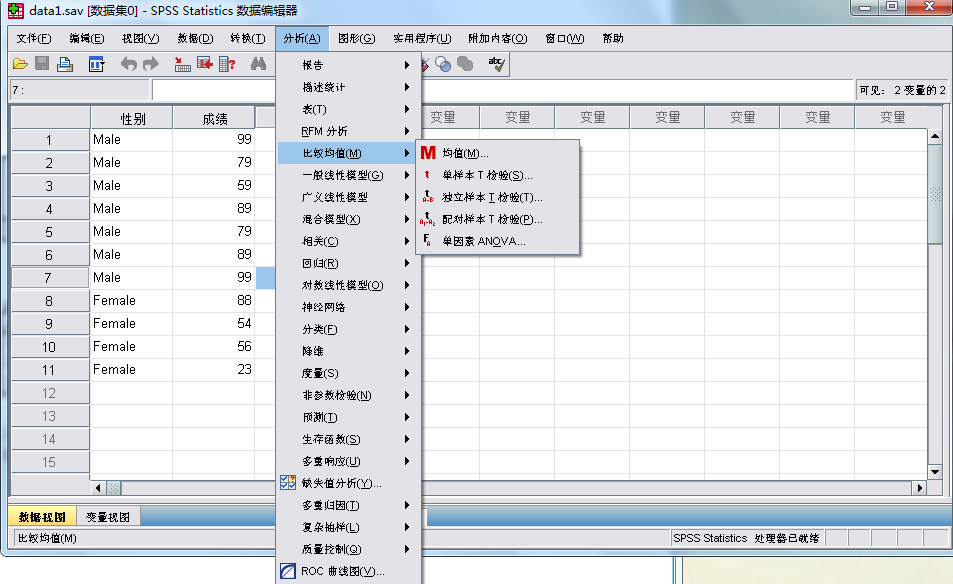 data1.sav [数据集0] - SPSS Statistics 数据编辑器
文件(F) 编辑(E) 视图(V) 数据(D) 转换(T) 分析(A) 图形(G) 实用程序(U) 附加内容(O) 窗口(W) 帮助
7 :
可见： 2 变量的 2
性别 成绩 变量 变量 变量 变量 变量 变量 变量
1 Male 99
2 Male 79
3 Male 59
4 Male 89
5 Male 79
6 Male 89
7 Male 99
8 Female 88
9 Female 54
10 Female 56
11 Female 23
12
13
14
15
报告
描述统计
表(T)
RFM 分析
比较均值(M)
一般线性模型(G)
广义线性模型
混合模型(X)
相关(C)
回归(R)
对数线性模型(O)
神经网络
分类(F)
降维
度量(S)
非参数检验(N)
预测(T)
生存函数(S)
多重响应(U)
缺失值分析(Y)...
多重归因(T)
复杂抽样(L)
质量控制(Q)
ROC 曲线图(V)...
M 均值(M)...
t 单样本 T 检验(S)...
独立样本 T 检验(T)...
配对样本 T 检验(P)...
单因素 ANOVA...
数据视图 变量视图
比较均值(M)
SPSS Statistics 处理器已就绪